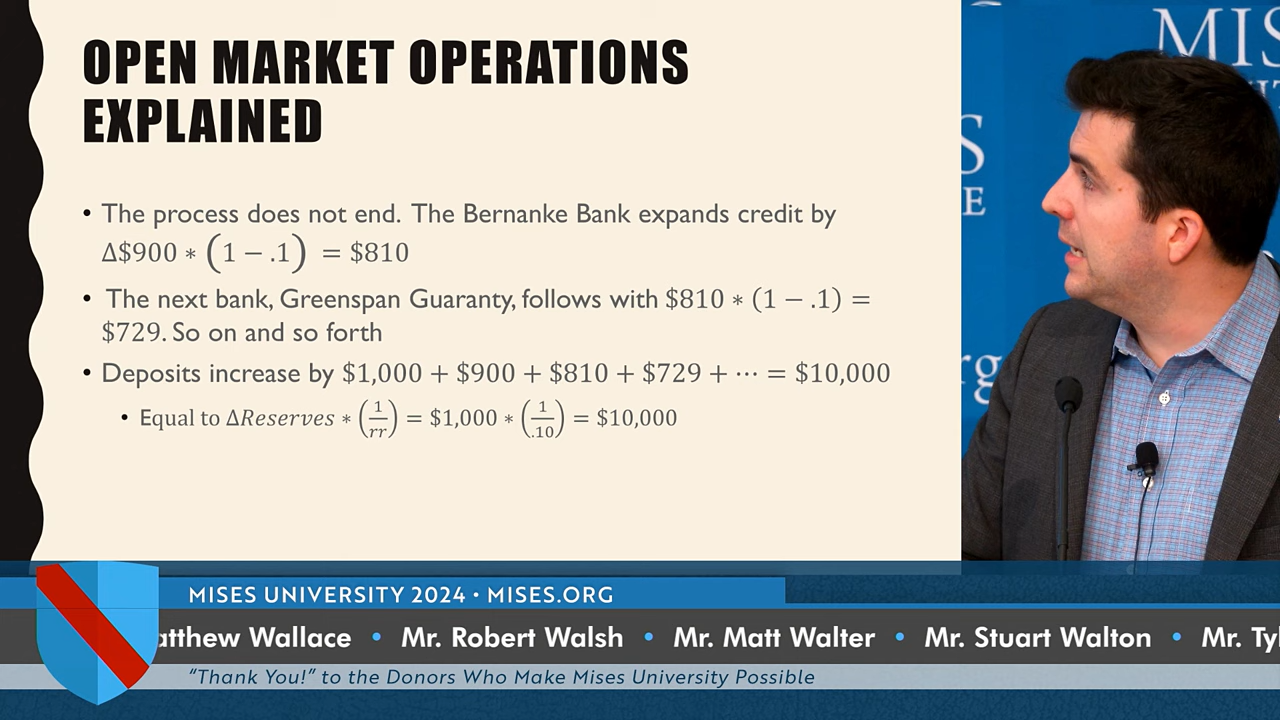 OPEN MARKET OPERATIONS
EXPLAINED
• The process does not end. The Bernanke Bank expands credit by
Δ$900 ∗ (1 − .1) = $810
• The next bank, Greenspan Guaranty, follows with $810 ∗ (1 − .1) =
$729. So on and so forth
• Deposits increase by $1,000 + $900 + $810 + $729 + ⋯ = $10,000
• Equal to ΔReserves ∗ (1/rr) = $1,000 ∗ (1/.10) = $10,000
MIS
S
E
rg
MISES UNIVERSITY 2024 • MISES.ORG
atthew Wallace • Mr. Robert Walsh • Mr. Matt Walter • Mr. Stuart Walton • Mr. Tyl
“Thank You!” to the Donors Who Make Mises University Possible